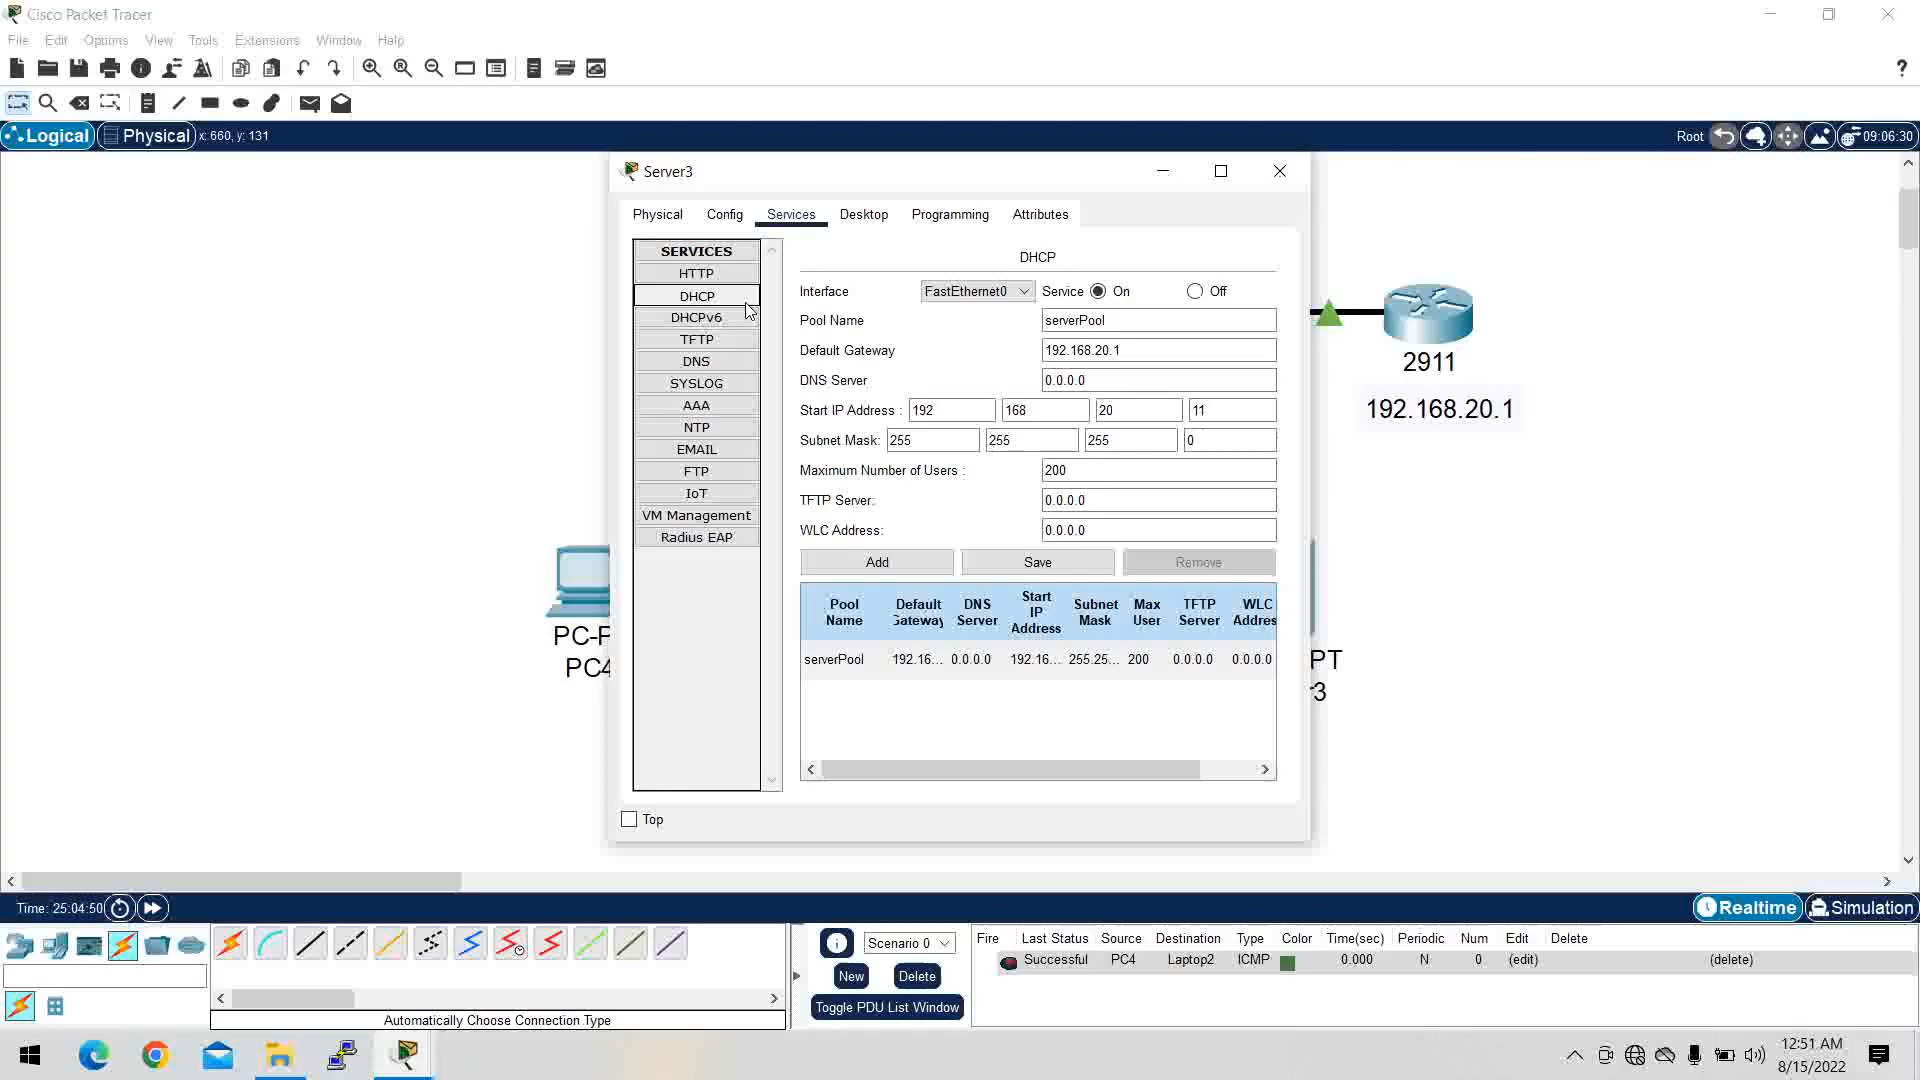 Cisco Packet Tracer
File Edit Options View Tools Extensions Window Help
?
Logical Physical x: 660, y: 131 Root 09:06:30
Server3
Physical Config Services Desktop Programming Attributes
SERVICES
HTTP
DHCP
DHCPv6
TFTP
DNS
SYSLOG
AAA
NTP
EMAIL
FTP
IoT
VM Management
Radius EAP
DHCP
Interface FastEthernet0 Service On Off
Pool Name serverPool
Default Gateway 192.168.20.1
DNS Server 0.0.0.0
Start IP Address : 192 168 20 11
Subnet Mask: 255 255 255 0
Maximum Number of Users : 200
TFTP Server: 0.0.0.0
WLC Address: 0.0.0.0
Add Save Remove
Pool Name Default Gateway DNS Server Start IP Address Subnet Mask Max User TFTP Server WLC Addres
serverPool 192.16... 0.0.0.0 192.16... 255.25... 200 0.0.0.0 0.0.0.0
Top
2911
192.168.20.1
PC-P
PC4
PT
r3
Time: 25:04:50 Realtime Simulation
Automatically Choose Connection Type
Scenario 0
New Delete
Toggle PDU List Window
Fire Last Status Source Destination Type Color Time(sec) Periodic Num Edit Delete
Successful PC4 Laptop2 ICMP 0.000 N 0 (edit) (delete)
12:51 AM
8/15/2022